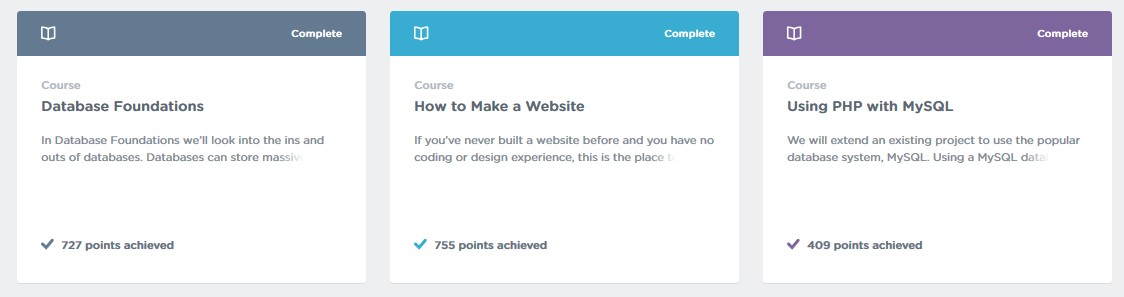 Complete
Course
Database Foundations
In Database Foundations we'll look into the ins and
outs of databases. Databases can store massiv
727 points achieved
Complete
Course
How to Make a Website
If you've never built a website before and you have no
coding or design experience, this is the place t
755 points achieved
Complete
Course
Using PHP with MySQL
We will extend an existing project to use the popular
database system, MySQL. Using a MySQL data
409 points achieved